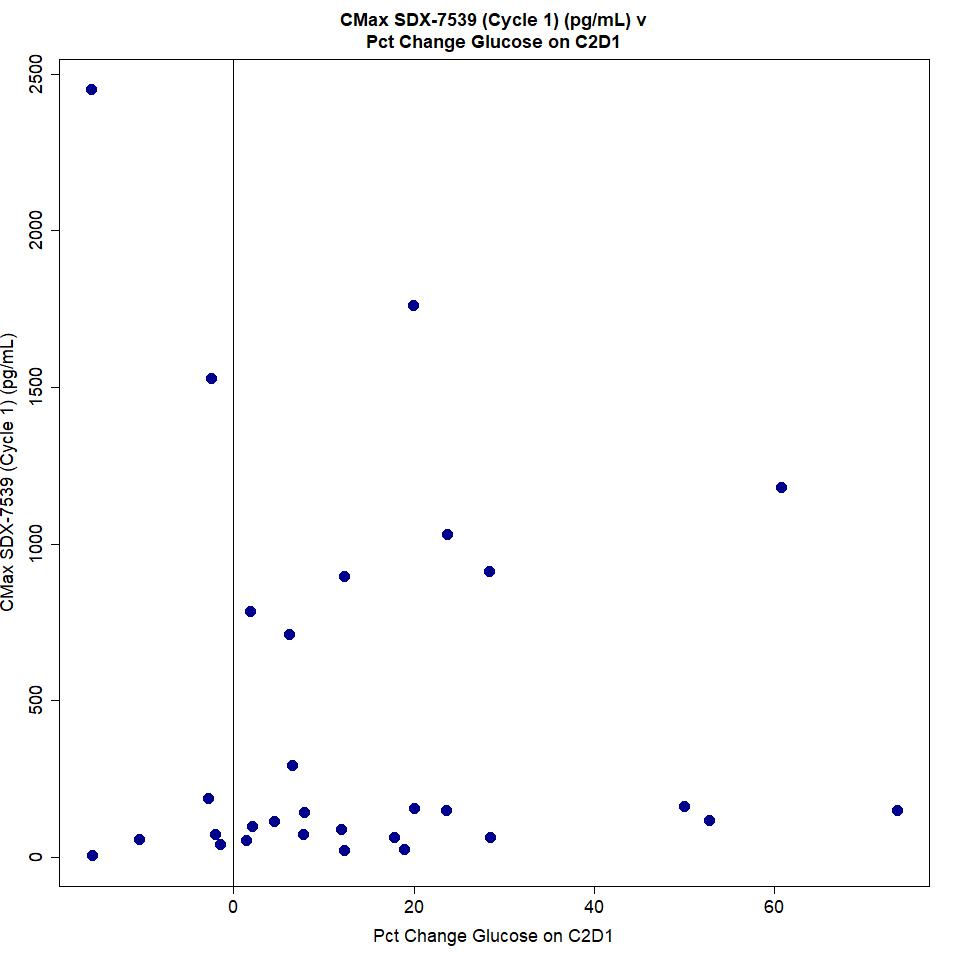 CMax SDX-7539 (Cycle 1) (pg/mL) v
Pct Change Glucose on C2D1
2500
2000
1500
1000
500
0
CMax SDX-7539 (Cycle 1) (pg/mL)
0 20 40 60
Pct Change Glucose on C2D1